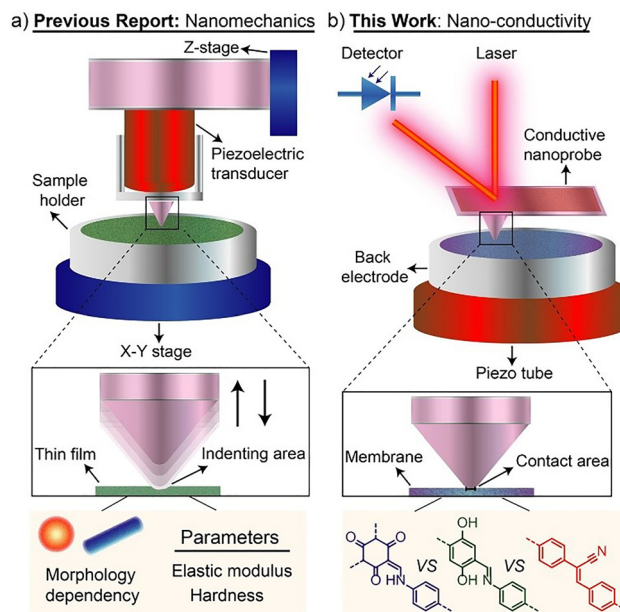 a) Previous Report: Nanomechanics
Z-stage
Piezoelectric
transducer
Sample
holder
X-Y stage
Thin film
Indenting area
Morphology
dependency
Parameters
Elastic modulus
Hardness
b) This Work: Nano-conductivity
Detector
Laser
Conductive
nanoprobe
Back
electrode
Piezo tube
Membrane
Contact area
O
O
O
HN
VS
OH
OH
N
VS
CN